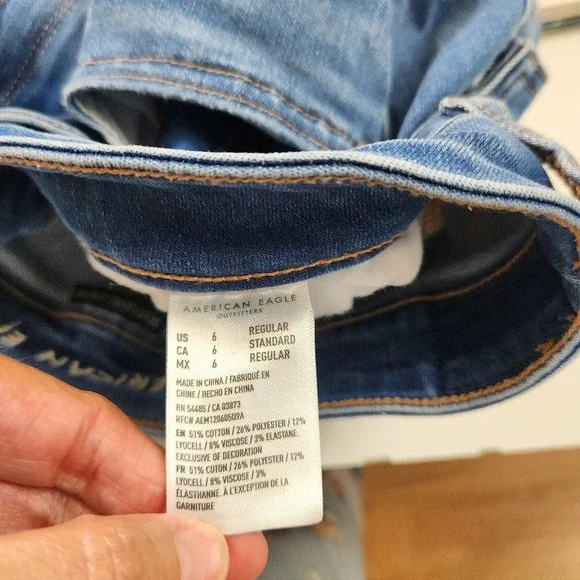 AMERICAN EAGLE
OUTFITTERS
US 6 REGULAR
CA 6 STANDARD
MX 6 REGULAR
MADE IN CHINA / FABRIQUÉ EN
CHINE / HECHO EN CHINA
RN 54485 / CA 03873
RFC# AEM120605U9A
EN: 51% COTTON / 26% POLYESTER / 12%
LYOCELL / 8% VISCOSE / 3% ELASTANE.
EXCLUSIVE OF DECORATION
FR: 51% COTON / 26% POLYESTER / 12%
LYOCELL / 8% VISCOSE / 3%
ÉLASTHANNE. À L'EXCEPTION DE LA
GARNITURE